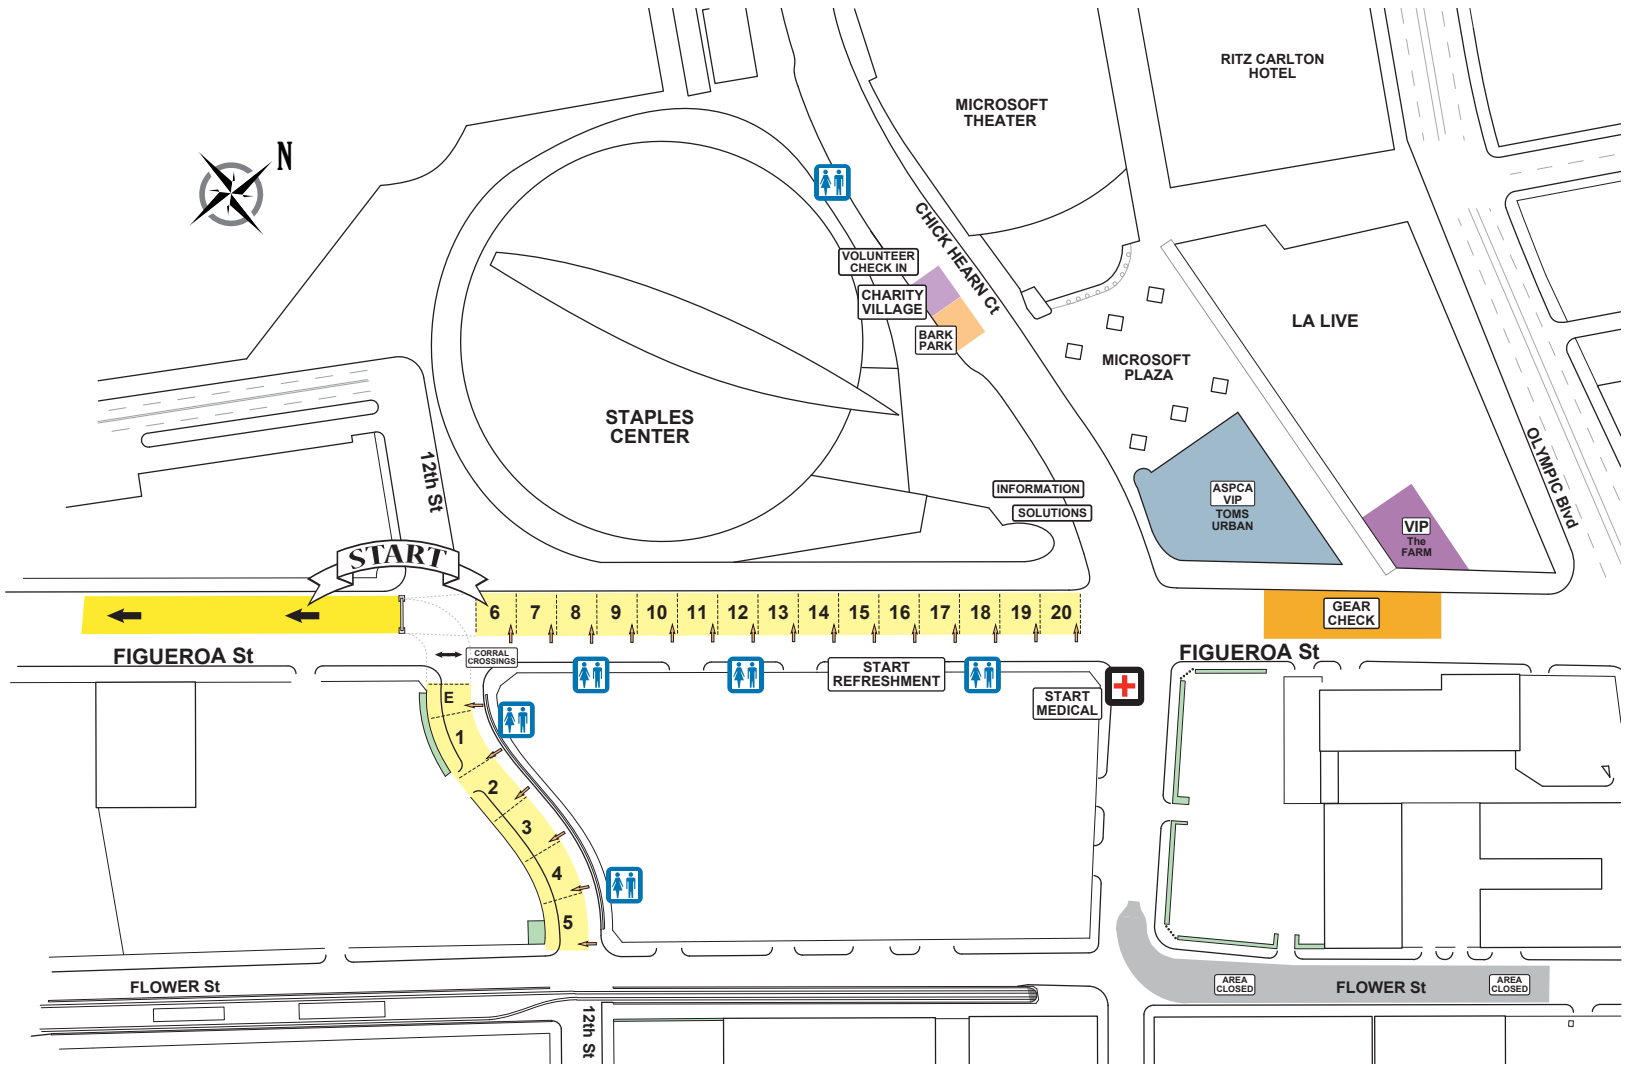 RITZ CARLTON
HOTEL
MICROSOFT
THEATER
N
CHICK HEARN Ct
VOLUNTEER
CHECK IN
CHARITY
VILLAGE
BARK
PARK
LA LIVE
MICROSOFT
PLAZA
STAPLES
CENTER
12th St
OLYMPIC Blvd
INFORMATION
SOLUTIONS
ASPCA
VIP
TOMS
URBAN
VIP
The
FARM
START
6 7 8 9 10 11 12 13 14 15 16 17 18 19 20
GEAR
CHECK
FIGUEROA St
CORRAL
CROSSINGS
FIGUEROA St
START
REFRESHMENT
START
MEDICAL
E
1
2
3
4
5
FLOWER St
AREA
CLOSED
FLOWER St
AREA
CLOSED
12th St